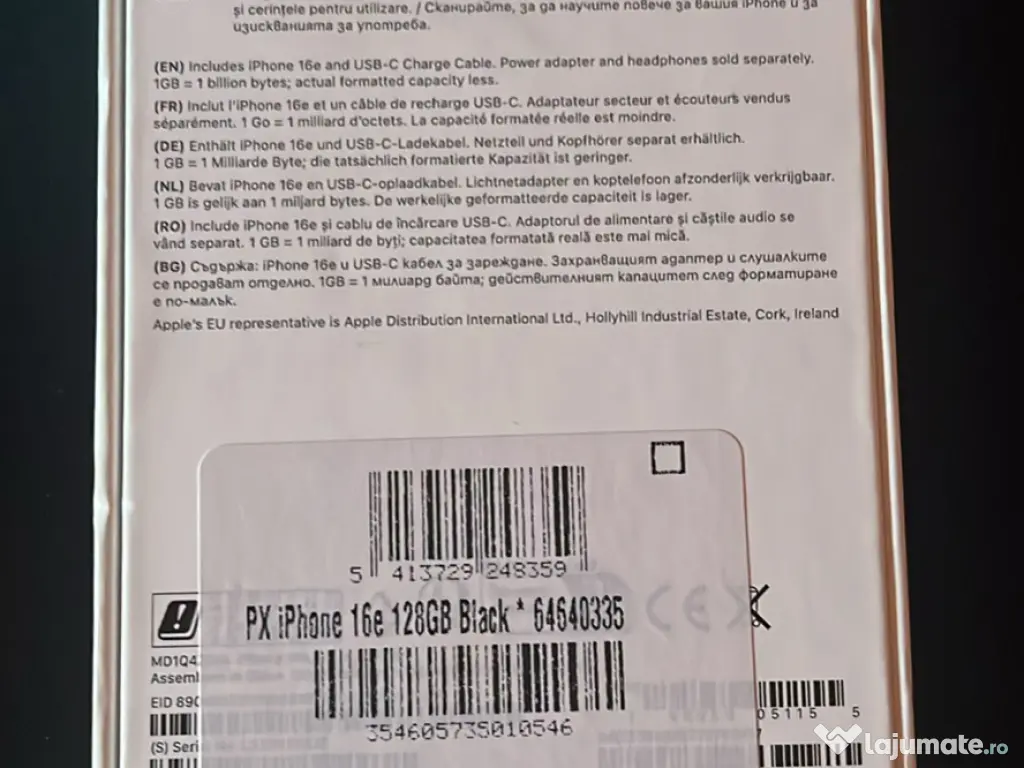 și cerințele pentru utilizare. / Сканирайте, за да научите повече за вашия iPhone и за
изискванията за употреба.
(EN) Includes iPhone 16e and USB-C Charge Cable. Power adapter and headphones sold separately.
1GB = 1 billion bytes; actual formatted capacity less.
(FR) Inclut l'iPhone 16e et un câble de recharge USB-C. Adaptateur secteur et écouteurs vendus
séparément. 1 Go = 1 milliard d'octets. La capacité formatée réelle est moindre.
(DE) Enthält iPhone 16e und USB-C-Ladekabel. Netzteil und Kopfhörer separat erhältlich.
1 GB = 1 Milliarde Byte; die tatsächlich formatierte Kapazität ist geringer.
(NL) Bevat iPhone 16e en USB-C-oplaadkabel. Lichtnetadapter en koptelefoon afzonderlijk verkrijgbaar.
1 GB is gelijk aan 1 miljard bytes. De werkelijke geformatteerde capaciteit is lager.
(RO) Include iPhone 16e și cablu de încărcare USB-C. Adaptorul de alimentare și căștile audio se
vând separat. 1 GB = 1 miliard de byți; capacitatea formatată reală este mai mică.
(BG) Съдържа: iPhone 16e и USB-C кабел за зареждане. Захранващият адаптер и слушалките
се продават отделно. 1GB = 1 милиард байта; действителният капацитет след форматиране
е по-малък.
Apple's EU representative is Apple Distribution International Ltd., Hollyhill Industrial Estate, Cork, Ireland
5 413729 248359
PX iPhone 16e 128GB Black * 64640335
CE
MD1Q4
Assembl
EID 890
05115 5
354605735010546
(S) Seri
lajumate.ro